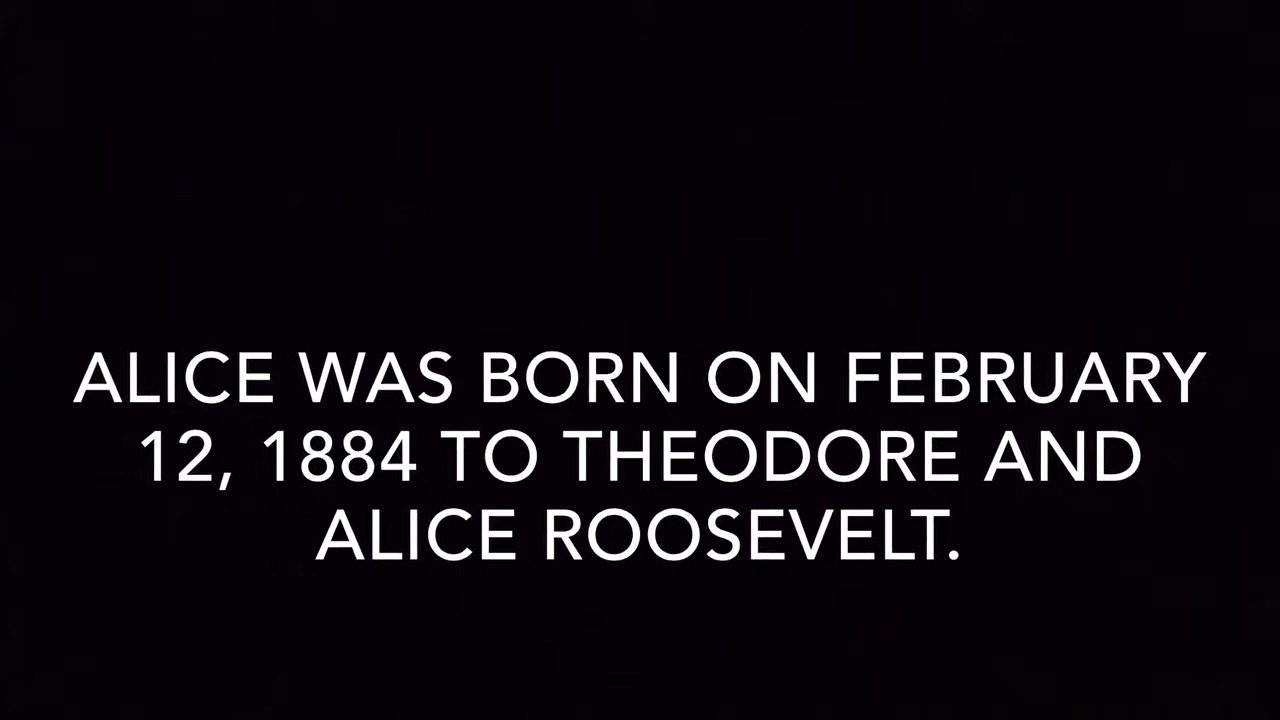 ALICE WAS BORN ON FEBRUARY
12, 1884 TO THEODORE AND
ALICE ROOSEVELT.